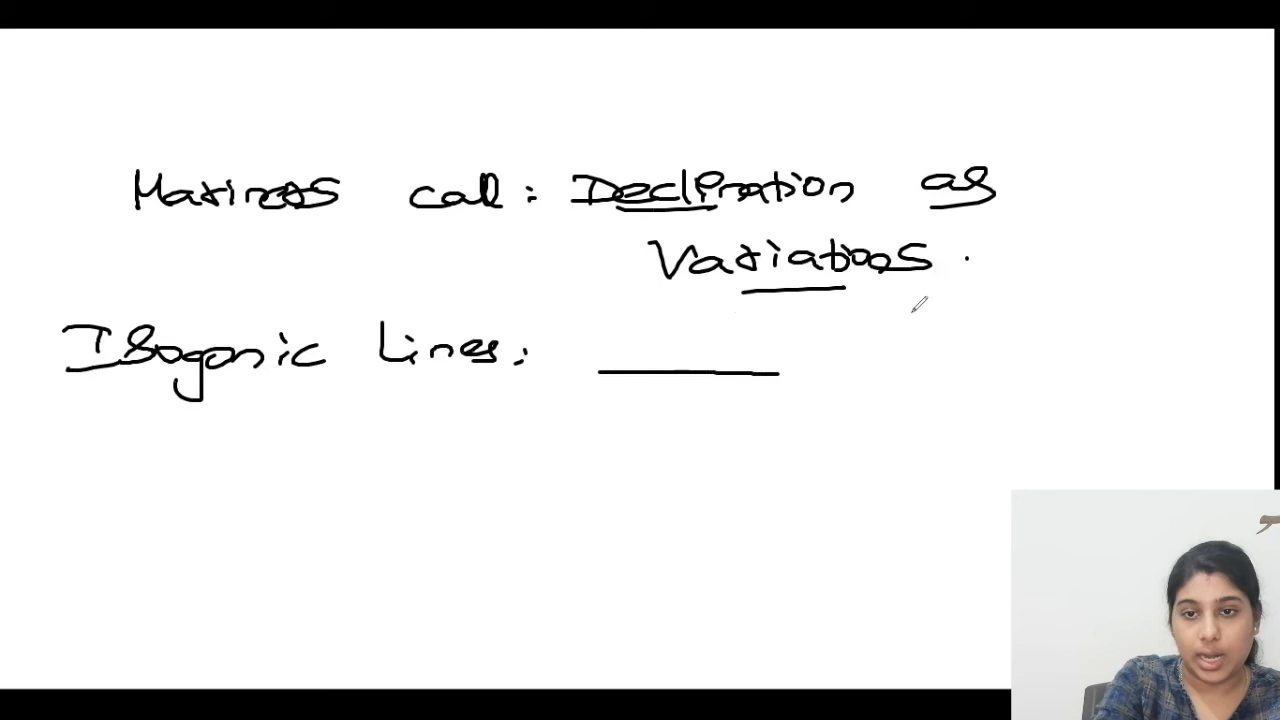 Mariners call : Declination as
Variations .
Isogonic Lines :